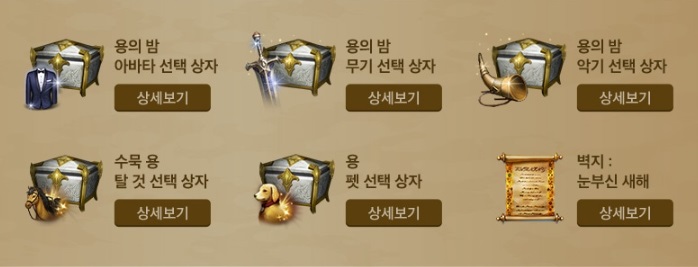 용의 밤
아바타 선택 상자
상세보기
용의 밤
무기 선택 상자
상세보기
용의 밤
악기 선택 상자
상세보기
수묵 용
탈 것 선택 상자
상세보기
용
펫 선택 상자
상세보기
벽지 :
눈부신 새해
상세보기